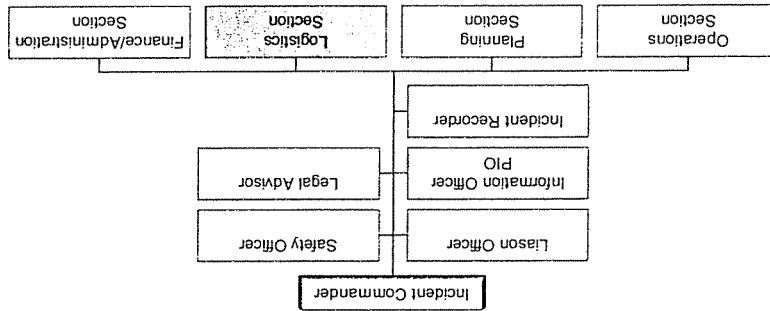 Incident Commander
Liason Officer
Safety Officer
Information Officer
PIO
Legal Advisor
Incident Recorder
Operations
Section
Planning
Section
Logistics
Section
Finance/Administration
Section